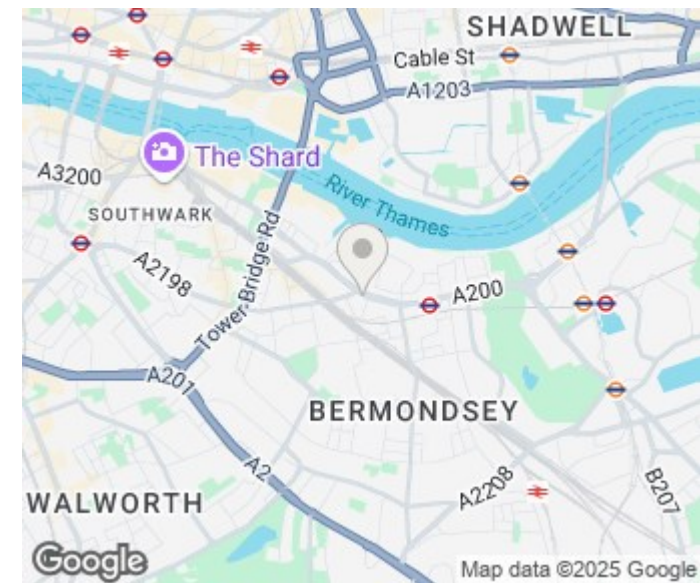 SHADWELL
Cable St
A1203
The Shard
A3200
River Thames
SOUTHWARK
A2198
Tower Bridge Rd
A200
A201
BERMONDSEY
A2
A2208
B207
WALWORTH
Google
Map data ©2025 Google